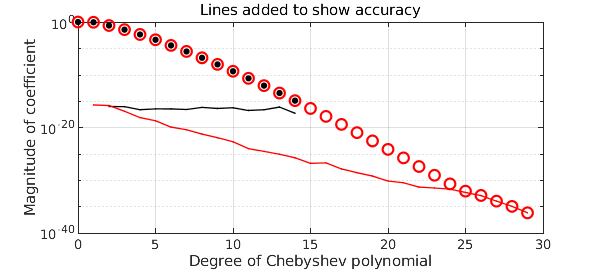 Lines added to show accuracy
Magnitude of coefficient
10^0
10^-20
10^-40
0 5 10 15 20 25 30
Degree of Chebyshev polynomial